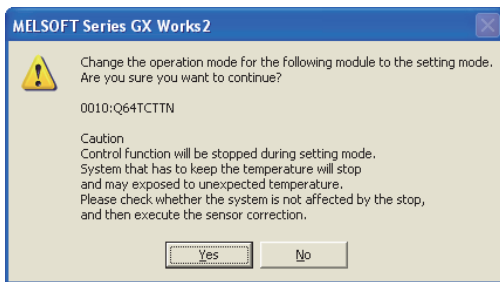 MELSOFT Series GX Works2
Change the operation mode for the following module to the setting mode.
Are you sure you want to continue?
0010:Q64TCTTN
Caution
Control function will be stopped during setting mode.
System that has to keep the temperature will stop
and may exposed to unexpected temperature.
Please check whether the system is not affected by the stop,
and then execute the sensor correction.
Yes
No